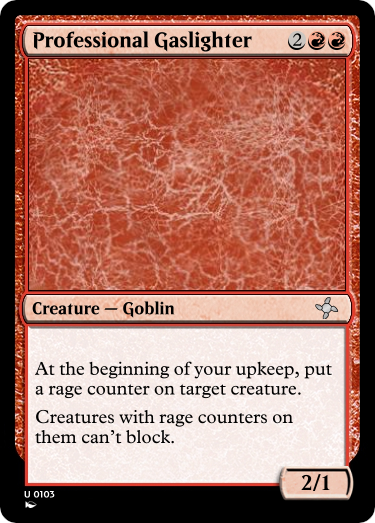 Professional Gaslighter 2
Creature — Goblin
At the beginning of your upkeep, put
a rage counter on target creature.
Creatures with rage counters on
them can't block.
2/1
U 0103